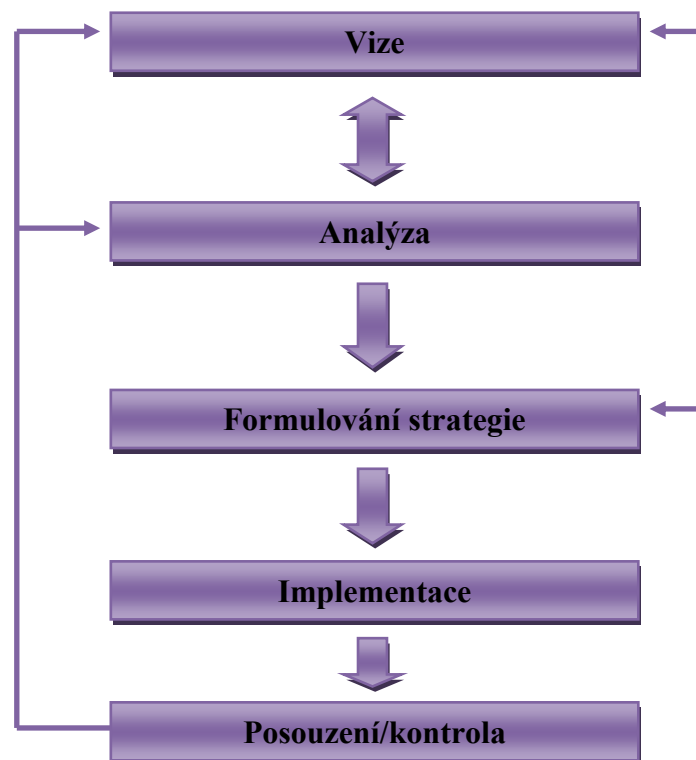 Vize
Analýza
Formulování strategie
Implementace
Posouzení/kontrola